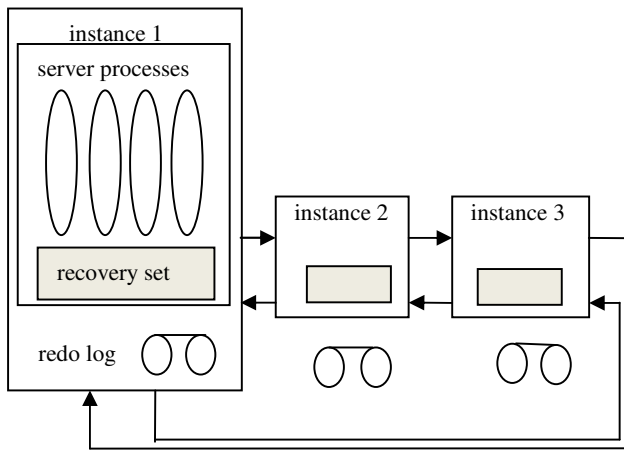 instance 1
server processes
recovery set
redo log
instance 2
instance 3